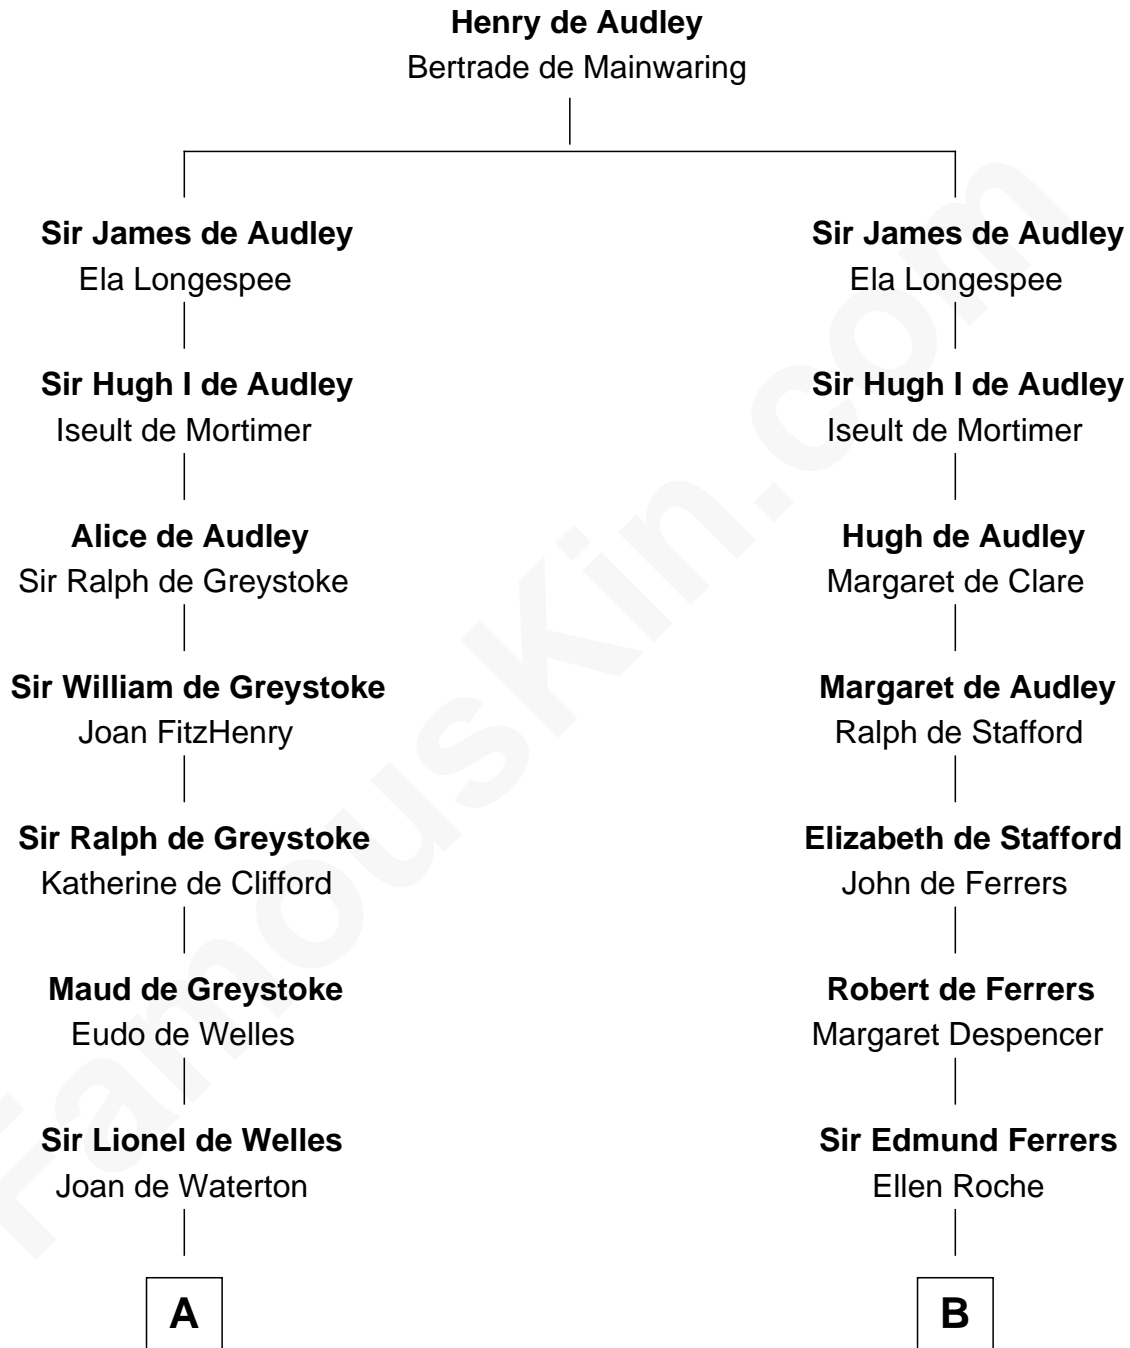 Henry de Audley
Bertrade de Mainwaring
Sir James de Audley
Ela Longespee
Sir Hugh I de Audley
Iseult de Mortimer
Alice de Audley
Sir Ralph de Greystoke
Sir William de Greystoke
Joan FitzHenry
Sir Ralph de Greystoke
Katherine de Clifford
Maud de Greystoke
Eudo de Welles
Sir Lionel de Welles
Joan de Waterton
A
Sir James de Audley
Ela Longespee
Sir Hugh I de Audley
Iseult de Mortimer
Hugh de Audley
Margaret de Clare
Margaret de Audley
Ralph de Stafford
Elizabeth de Stafford
John de Ferrers
Robert de Ferrers
Margaret Despencer
Sir Edmund Ferrers
Ellen Roche
B
FamousKin.com